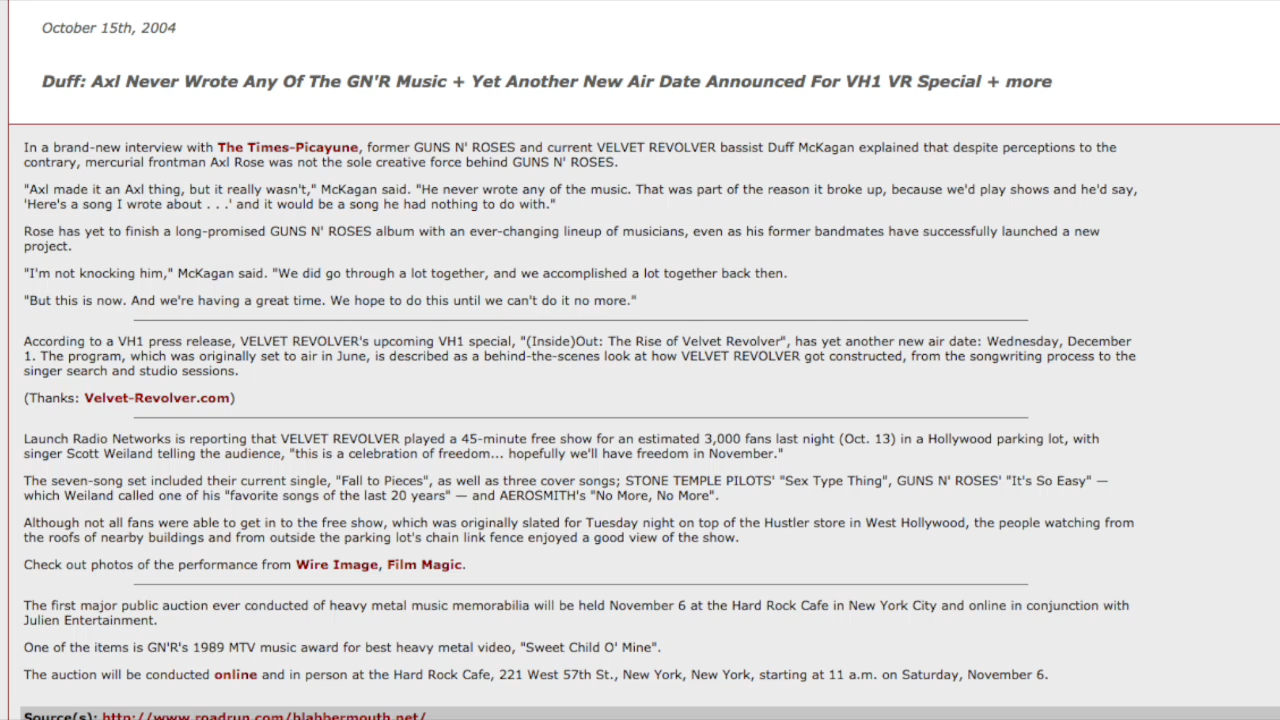 October 15th, 2004
Duff: Axl Never Wrote Any Of The GN'R Music + Yet Another New Air Date Announced For VH1 VR Special + more
In a brand-new interview with The Times-Picayune, former GUNS N' ROSES and current VELVET REVOLVER bassist Duff McKagan explained that despite perceptions to the
contrary, mercurial frontman Axl Rose was not the sole creative force behind GUNS N' ROSES.
"Axl made it an Axl thing, but it really wasn't," McKagan said. "He never wrote any of the music. That was part of the reason it broke up, because we'd play shows and he'd say,
'Here's a song I wrote about . . .' and it would be a song he had nothing to do with."
Rose has yet to finish a long-promised GUNS N' ROSES album with an ever-changing lineup of musicians, even as his former bandmates have successfully launched a new
project.
"I'm not knocking him," McKagan said. "We did go through a lot together, and we accomplished a lot together back then.
"But this is now. And we're having a great time. We hope to do this until we can't do it no more."
According to a VH1 press release, VELVET REVOLVER's upcoming VH1 special, "(Inside)Out: The Rise of Velvet Revolver", has yet another new air date: Wednesday, December
1. The program, which was originally set to air in June, is described as a behind-the-scenes look at how VELVET REVOLVER got constructed, from the songwriting process to the
singer search and studio sessions.
(Thanks: Velvet-Revolver.com)
Launch Radio Networks is reporting that VELVET REVOLVER played a 45-minute free show for an estimated 3,000 fans last night (Oct. 13) in a Hollywood parking lot, with
singer Scott Weiland telling the audience, "this is a celebration of freedom... hopefully we'll have freedom in November."
The seven-song set included their current single, "Fall to Pieces", as well as three cover songs; STONE TEMPLE PILOTS' "Sex Type Thing", GUNS N' ROSES' "It's So Easy" —
which Weiland called one of his "favorite songs of the last 20 years" — and AEROSMITH's "No More, No More".
Although not all fans were able to get in to the free show, which was originally slated for Tuesday night on top of the Hustler store in West Hollywood, the people watching from
the roofs of nearby buildings and from outside the parking lot's chain link fence enjoyed a good view of the show.
Check out photos of the performance from Wire Image, Film Magic.
The first major public auction ever conducted of heavy metal music memorabilia will be held November 6 at the Hard Rock Cafe in New York City and online in conjunction with
Julien Entertainment.
One of the items is GN'R's 1989 MTV music award for best heavy metal video, "Sweet Child O' Mine".
The auction will be conducted online and in person at the Hard Rock Cafe, 221 West 57th St., New York, New York, starting at 11 a.m. on Saturday, November 6.
Source(s): http://www.roadrun.com/blabbermouth.net/